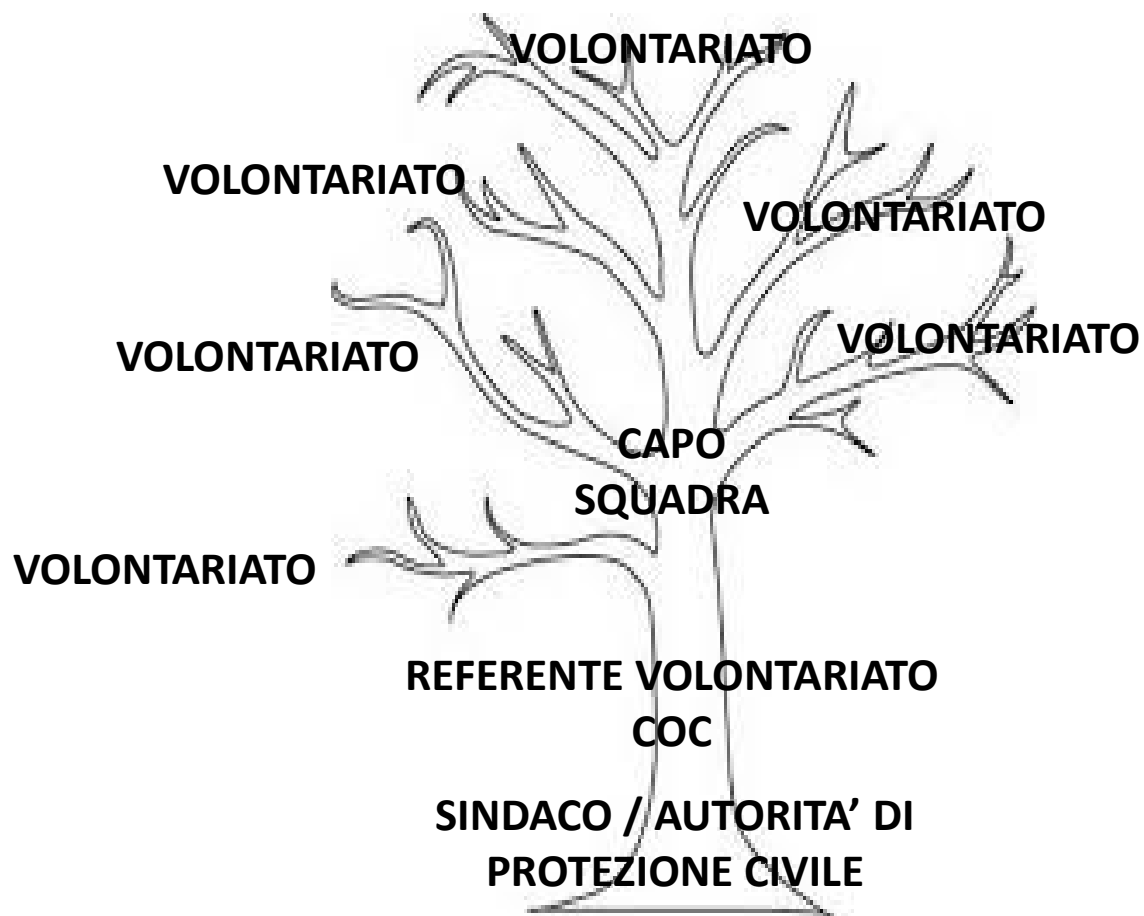 VOLONTARIATO
VOLONTARIATO
VOLONTARIATO
VOLONTARIATO
VOLONTARIATO
CAPO
SQUADRA
VOLONTARIATO
REFERENTE VOLONTARIATO
COC
SINDACO / AUTORITA’ DI
PROTEZIONE CIVILE